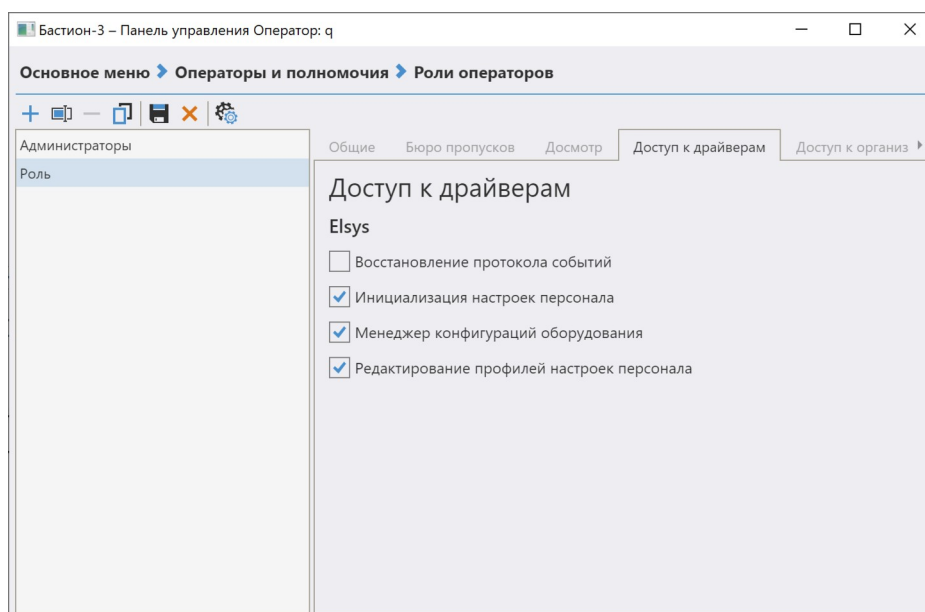 Бастион-3 – Панель управления Оператор: q
Основное меню Операторы и полномочия Роли операторов
Администраторы
Роль
Общие Бюро пропусков Досмотр Доступ к драйверам Доступ к организ
Доступ к драйверам
Elsys
Восстановление протокола событий
Инициализация настроек персонала
Менеджер конфигураций оборудования
Редактирование профилей настроек персонала